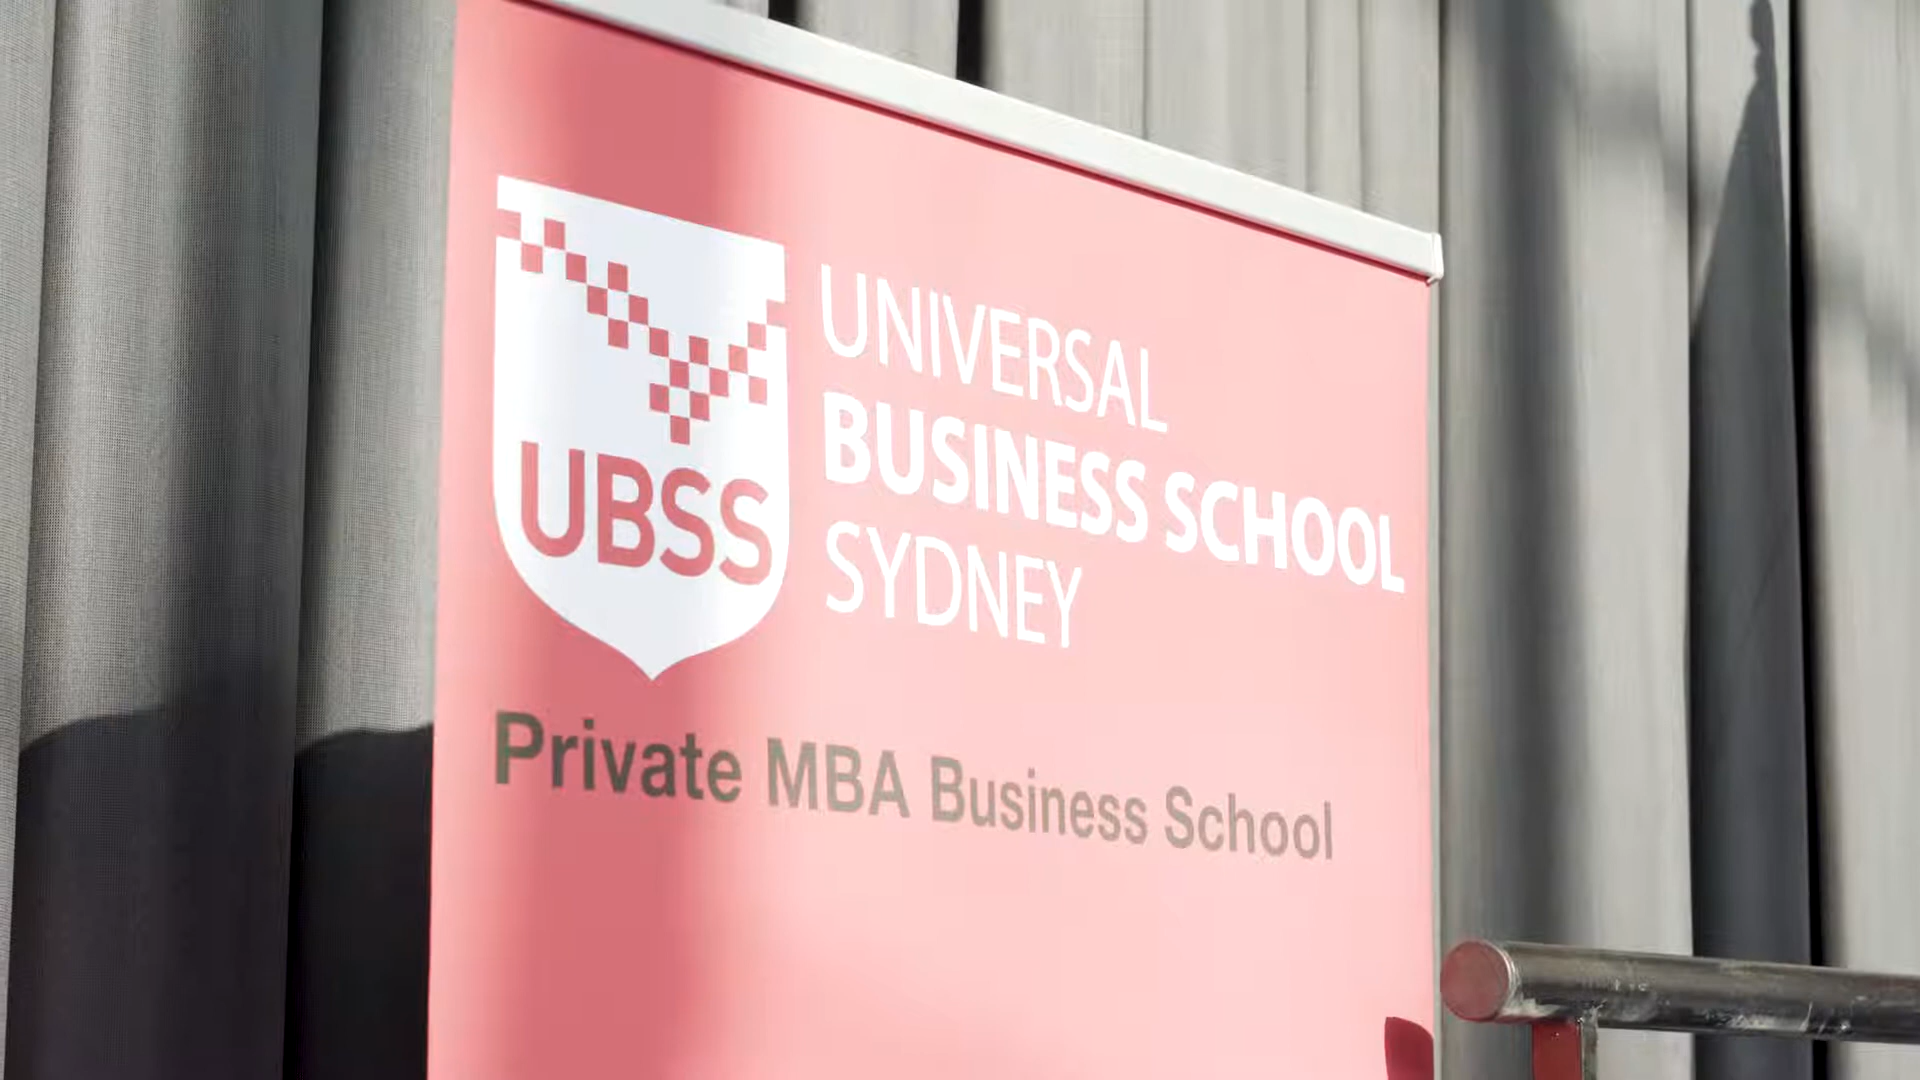 UBSS
UNIVERSAL
BUSINESS SCHOOL
SYDNEY
Private MBA Business School